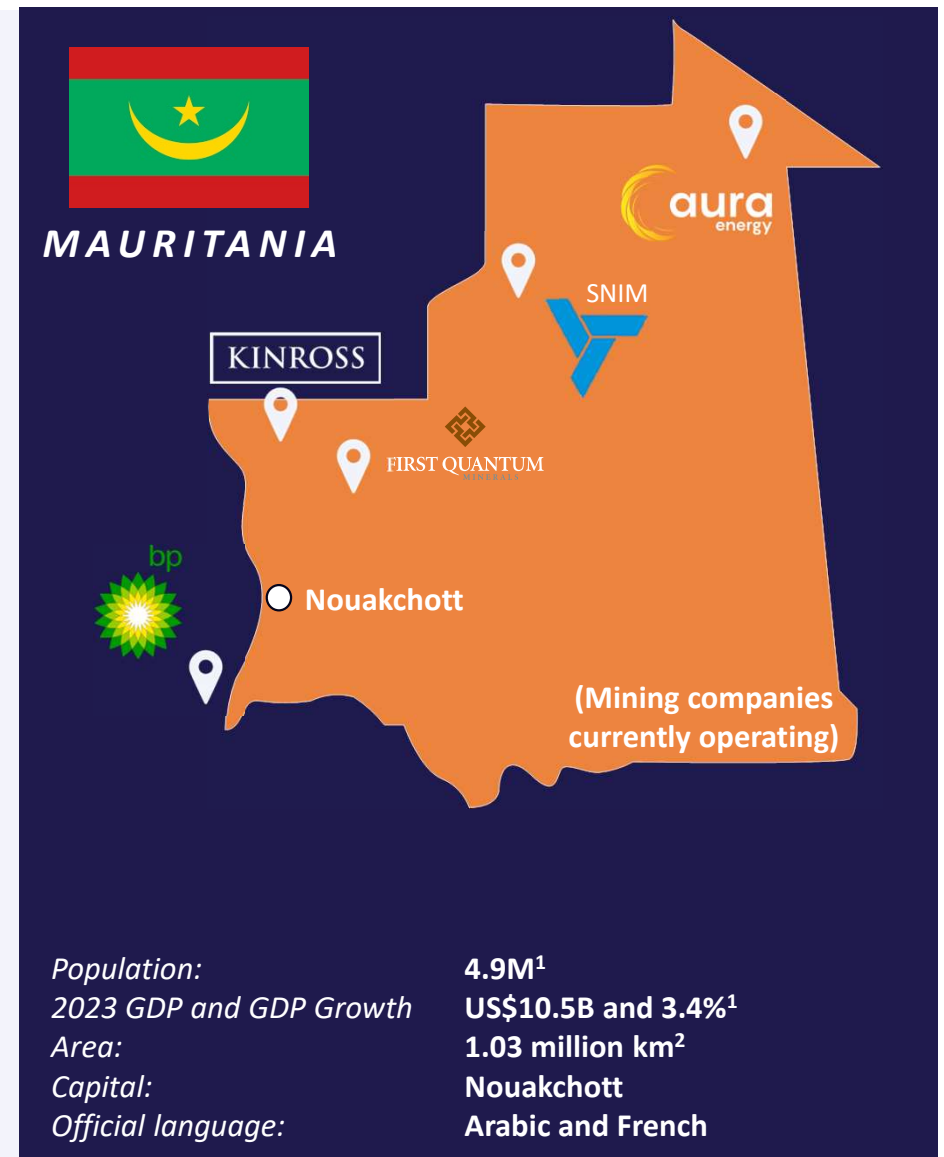 MAURITANIA
aura
energy
SNIM
KINROSS
FIRST QUANTUM
MINERALS
bp
Nouakchott
(Mining companies
currently operating)
Population: 4.9M¹
2023 GDP and GDP Growth US$10.5B and 3.4%¹
Area: 1.03 million km²
Capital: Nouakchott
Official language: Arabic and French